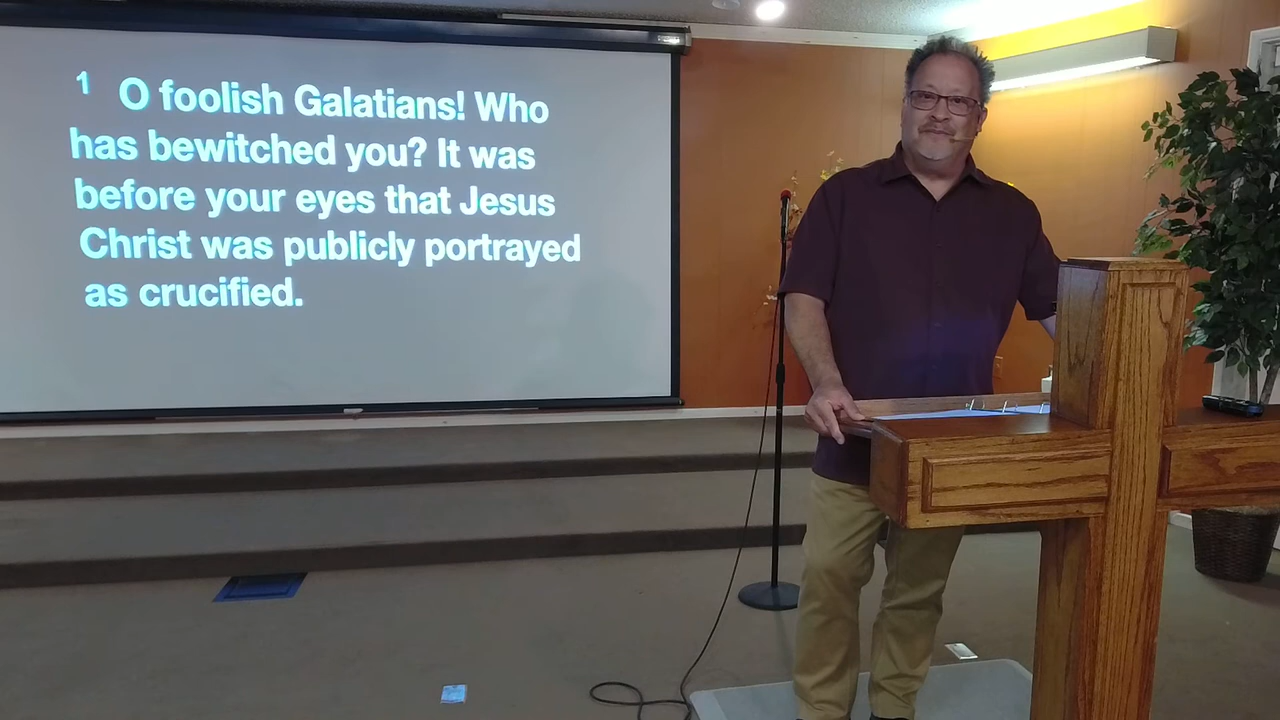 1 O foolish Galatians! Who
has bewitched you? It was
before your eyes that Jesus
Christ was publicly portrayed
as crucified.